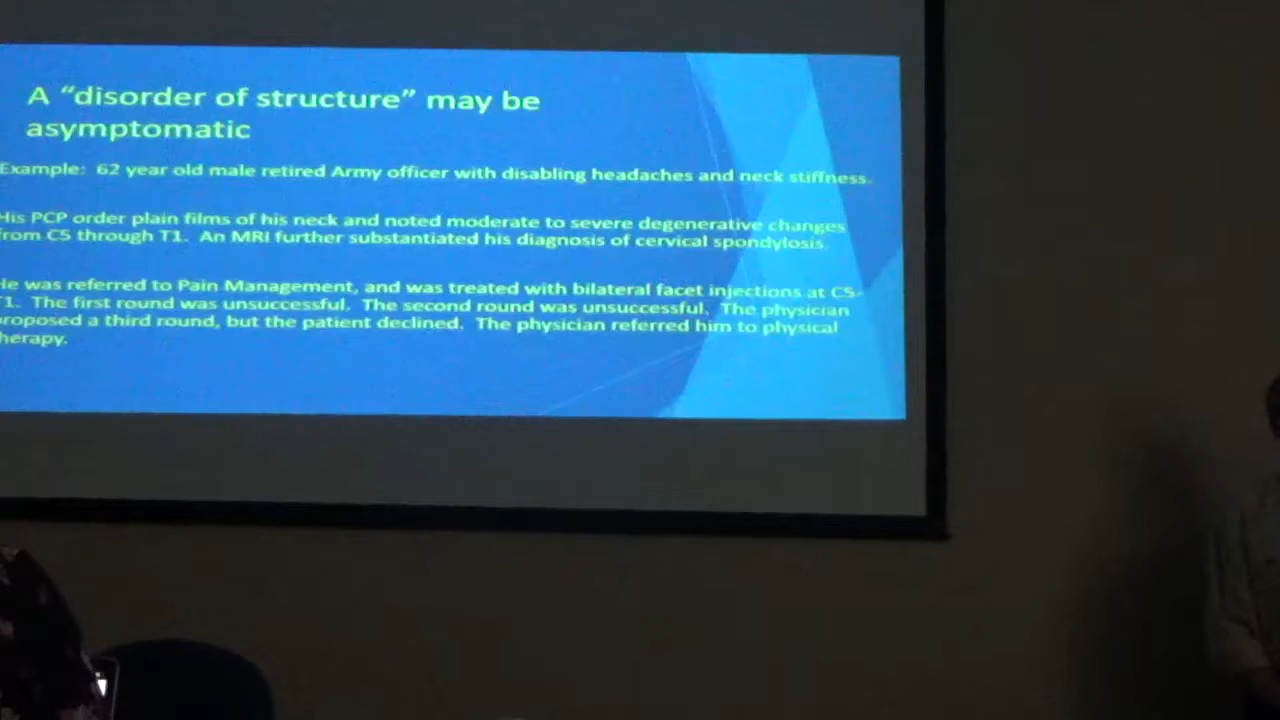 A “disorder of structure” may be
asymptomatic
Example: 62 year old male retired Army officer with disabling headaches and neck stiffness.
His PCP order plain films of his neck and noted moderate to severe degenerative changes
from C5 through T1. An MRI further substantiated his diagnosis of cervical spondylosis.
He was referred to Pain Management, and was treated with bilateral facet injections at C5-
T1. The first round was unsuccessful. The second round was unsuccessful. The physician
proposed a third round, but the patient declined. The physician referred him to physical
therapy.